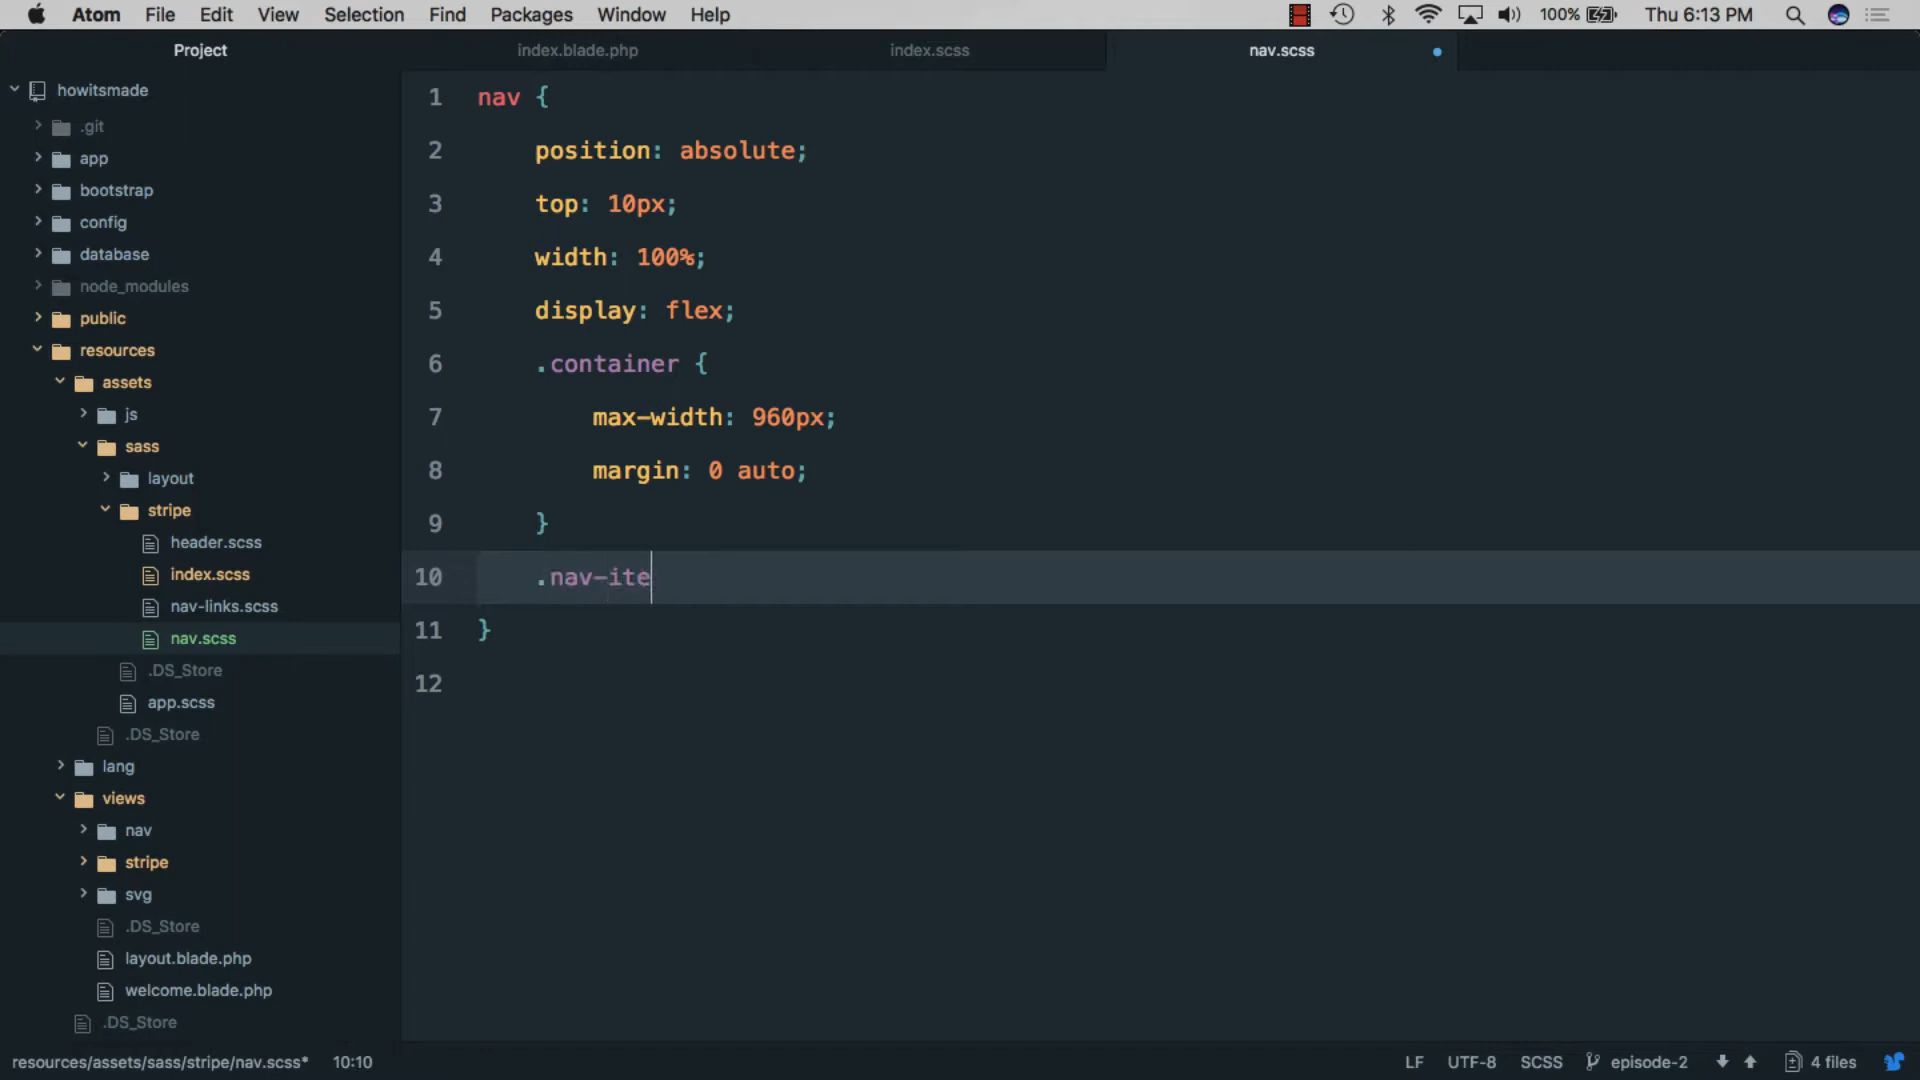 Atom File Edit View Selection Find Packages Window Help 100% Thu 6:13 PM
Project index.blade.php index.scss nav.scss
howitsmade
.git
app
bootstrap
config
database
node_modules
public
resources
assets
js
sass
layout
stripe
header.scss
index.scss
nav-links.scss
nav.scss
.DS_Store
app.scss
.DS_Store
lang
views
nav
stripe
svg
.DS_Store
layout.blade.php
welcome.blade.php
.DS_Store
1 nav {
2 position: absolute;
3 top: 10px;
4 width: 100%;
5 display: flex;
6 .container {
7 max-width: 960px;
8 margin: 0 auto;
9 }
10 .nav-ite
11 }
12
resources/assets/sass/stripe/nav.scss* 10:10 LF UTF-8 SCSS episode-2 4 files